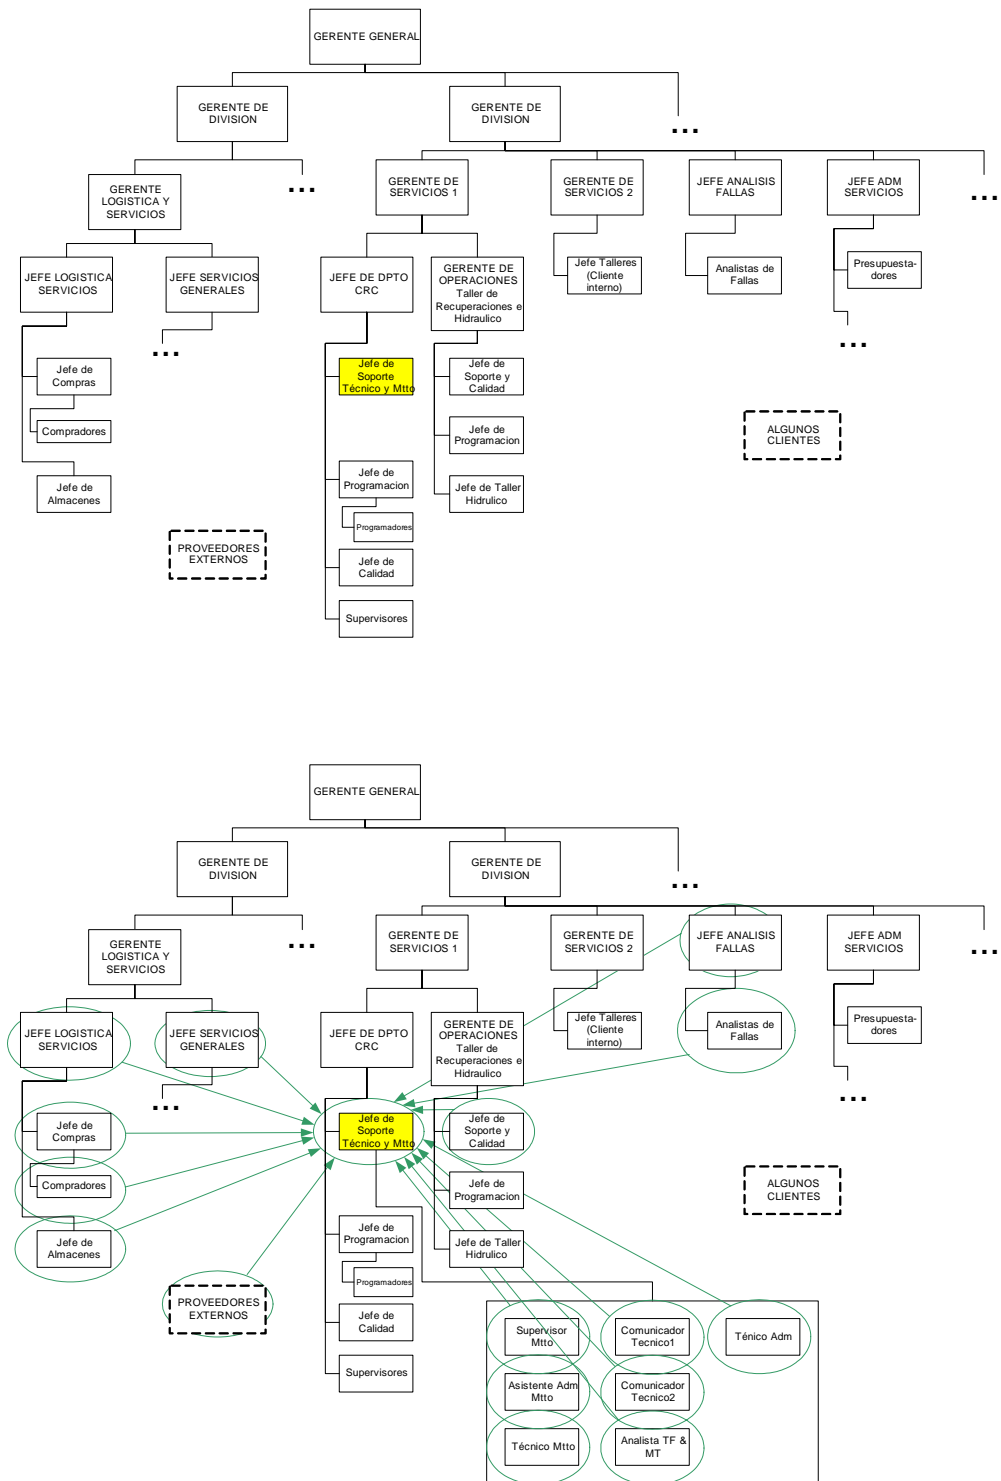 GERENTE GENERAL
GERENTE DE
DIVISION
GERENTE DE
DIVISION
...
GERENTE
LOGISTICA Y
SERVICIOS
...
GERENTE DE
SERVICIOS 1
GERENTE DE
SERVICIOS 2
JEFE ANALISIS
FALLAS
JEFE ADM
SERVICIOS
...
JEFE LOGISTICA
SERVICIOS
JEFE SERVICIOS
GENERALES
JEFE DE DPTO
CRC
GERENTE DE
OPERACIONES
Taller de
Recuperaciones e
Hidraulico
Jefe Talleres
(Cliente
interno)
Analistas de
Fallas
Presupuesta-
dores
...
...
Jefe de
Compras
Jefe de
Soporte
Técnico y Mtto
Jefe de
Soporte y
Calidad
Compradores
Jefe de
Programacion
ALGUNOS
CLIENTES
Jefe de
Almacenes
Jefe de
Programacion
Jefe de Taller
Hidrulico
Programadores
PROVEEDORES
EXTERNOS
Jefe de
Calidad
Supervisores
GERENTE GENERAL
GERENTE DE
DIVISION
GERENTE DE
DIVISION
...
GERENTE
LOGISTICA Y
SERVICIOS
...
GERENTE DE
SERVICIOS 1
GERENTE DE
SERVICIOS 2
JEFE ANALISIS
FALLAS
JEFE ADM
SERVICIOS
...
JEFE LOGISTICA
SERVICIOS
JEFE SERVICIOS
GENERALES
JEFE DE DPTO
CRC
GERENTE DE
OPERACIONES
Taller de
Recuperaciones e
Hidraulico
Jefe Talleres
(Cliente
interno)
Analistas de
Fallas
Presupuesta-
dores
...
...
Jefe de
Compras
Jefe de
Soporte
Técnico y Mtto
Jefe de
Soporte y
Calidad
Compradores
Jefe de
Programacion
ALGUNOS
CLIENTES
Jefe de
Almacenes
Jefe de
Programacion
Jefe de Taller
Hidrulico
Programadores
PROVEEDORES
EXTERNOS
Jefe de
Calidad
Supervisores
Supervisor
Mtto
Comunicador
Tecnico1
Ténico Adm
Asistente Adm
Mtto
Comunicador
Tecnico2
Técnico Mtto
Analista TF &
MT